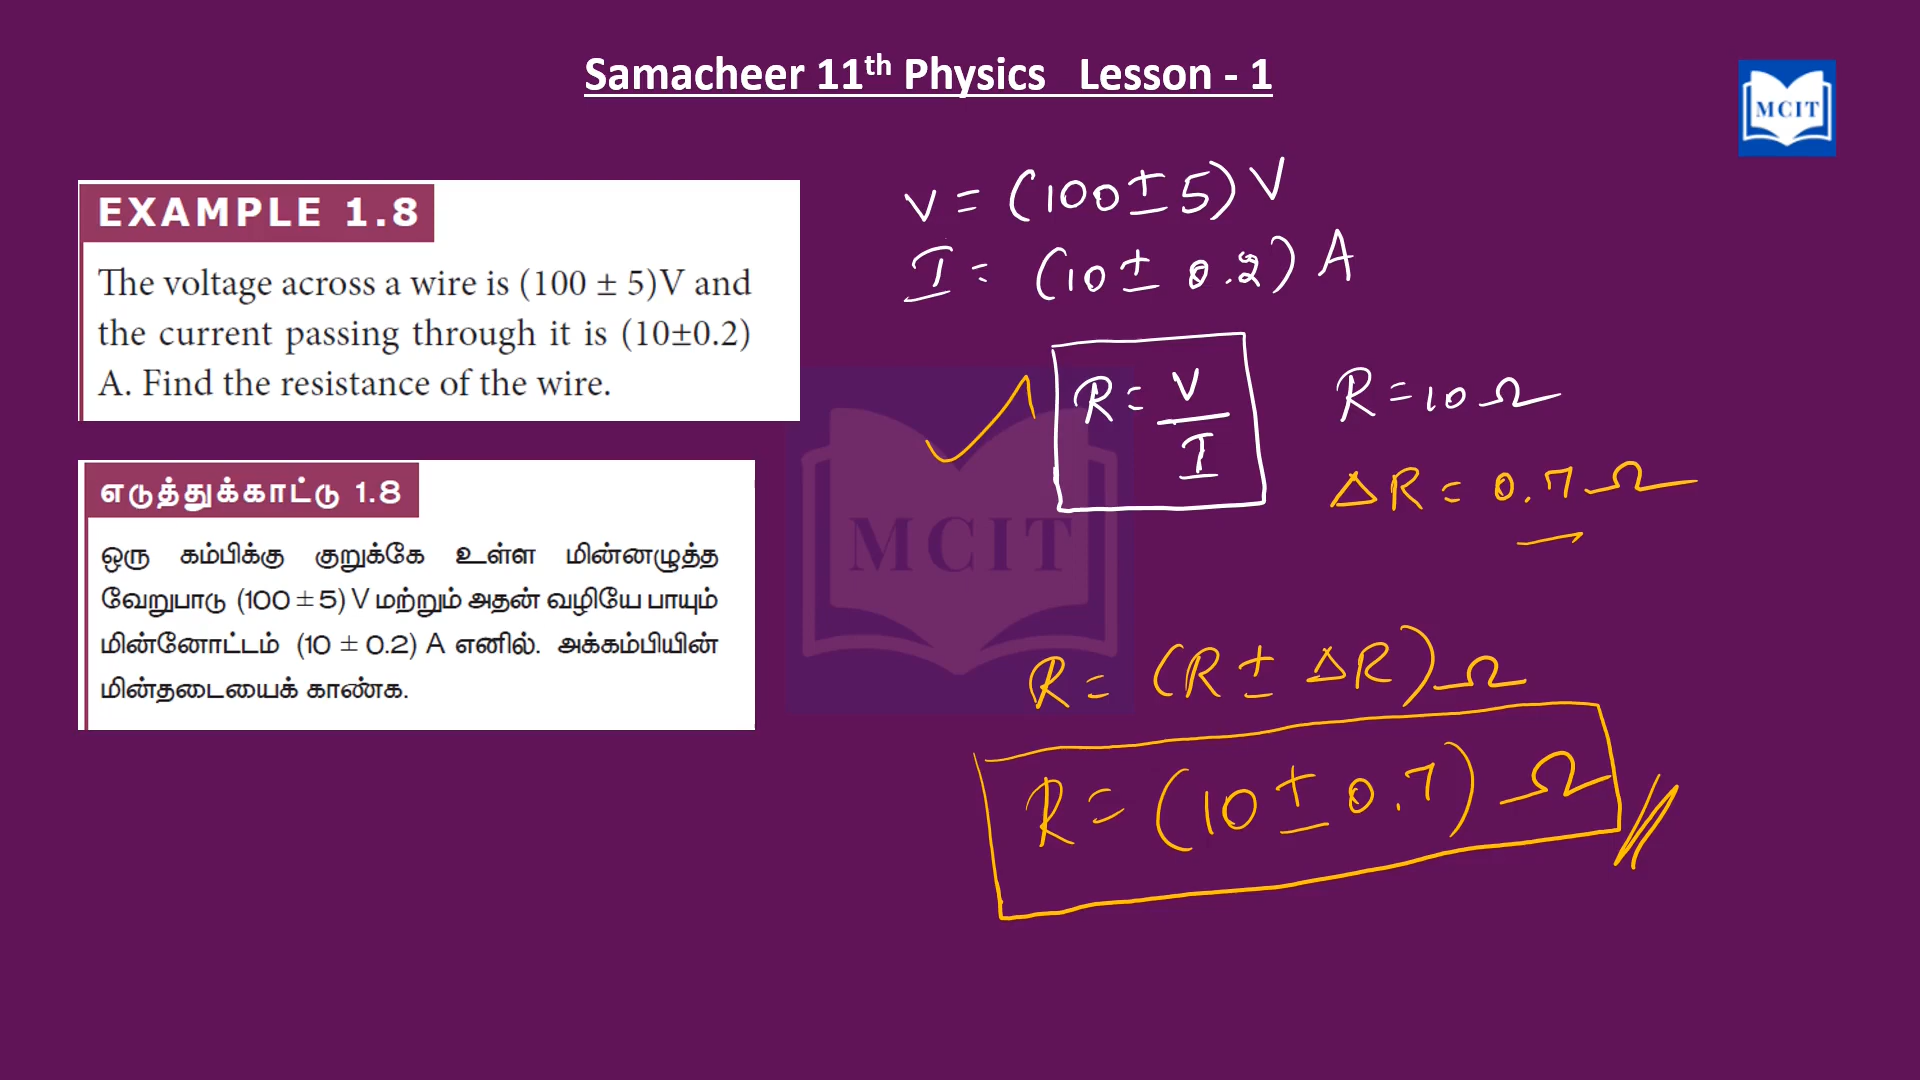 Samacheer 11th Physics Lesson - 1
MCIT
EXAMPLE 1.8
The voltage across a wire is (100 ± 5)V and
the current passing through it is (10±0.2)
A. Find the resistance of the wire.
எடுத்துக்காட்டு 1.8
ஒரு கம்பிக்கு குறுக்கே உள்ள மின்னழுத்த
வேறுபாடு (100 ± 5) V மற்றும் அதன் வழியே பாயும்
மின்னோட்டம் (10 ± 0.2) A எனில். அக்கம்பியின்
மின்தடையைக் காண்க.
V = (100 ± 5) V
I = (10 ± 0.2) A
R = V/I
R = 10 Ω
ΔR = 0.7 Ω
MCIT
R = (R ± ΔR) Ω
R = (10 ± 0.7) Ω